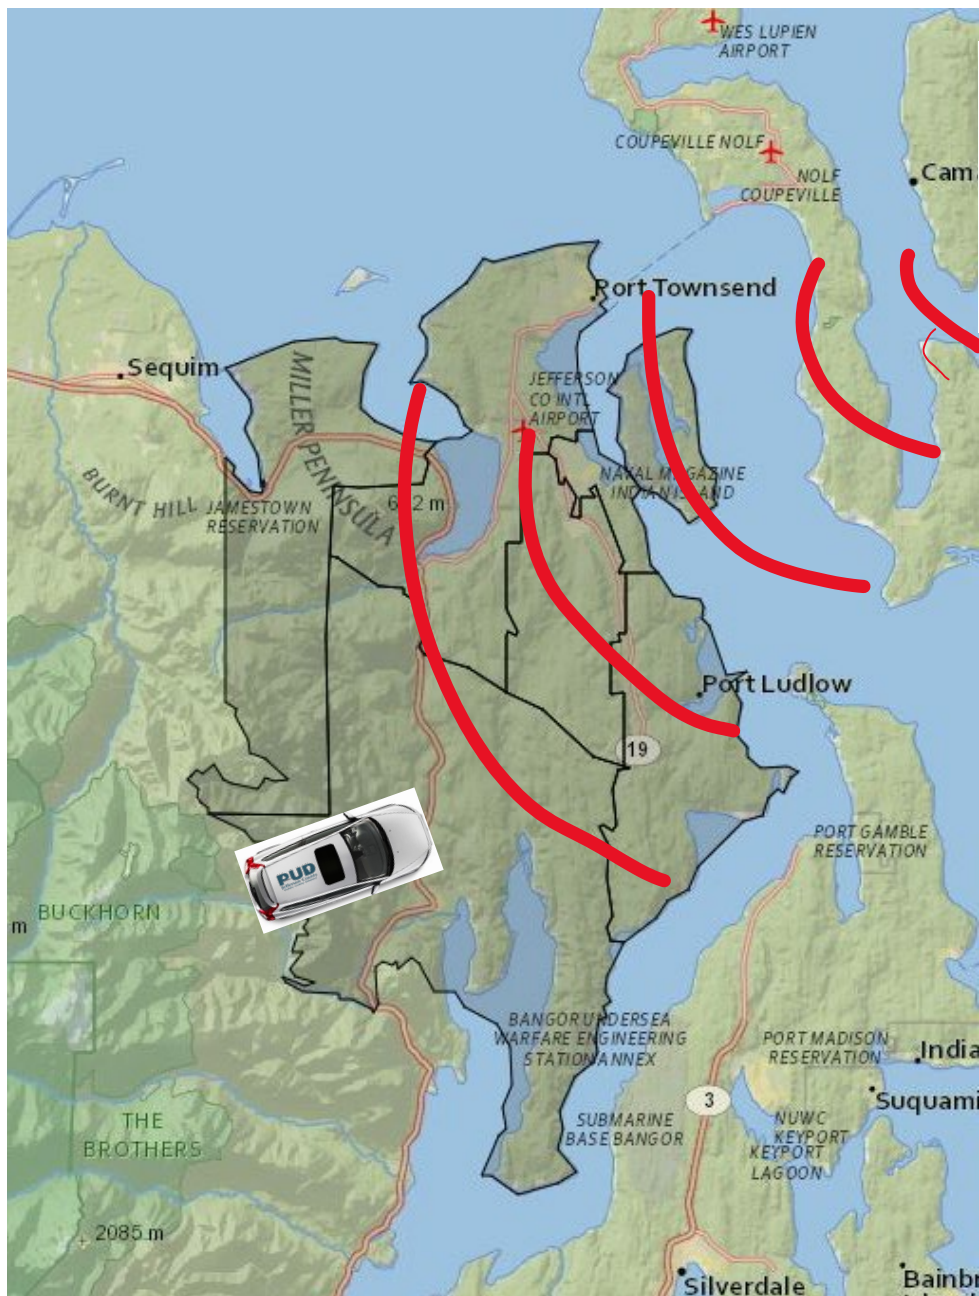 WES LUPIEN
AIRPORT
COUPEVILLE NOLF
NOLF
COUPEVILLE
Cama
Port Townsend
Sequim
MILLER PENINSULA
JEFFERSON
CO INTL
AIRPORT
NAVAL MAGAZINE
INDIAN ISLAND
BURNT HILL
JAMESTOWN
RESERVATION
Port Ludlow
19
PORT GAMBLE
RESERVATION
PUD
BUCKHORN
m
BANGOR UNDERSEA
WARFARE ENGINEERING
STATION ANNEX
PORT MADISON
RESERVATION
India
Suquami
3
SUBMARINE
BASE BANGOR
NUWC
KEYPORT
KEYPORT
LAGOON
THE
BROTHERS
2085 m
Silverdale
Bainbr